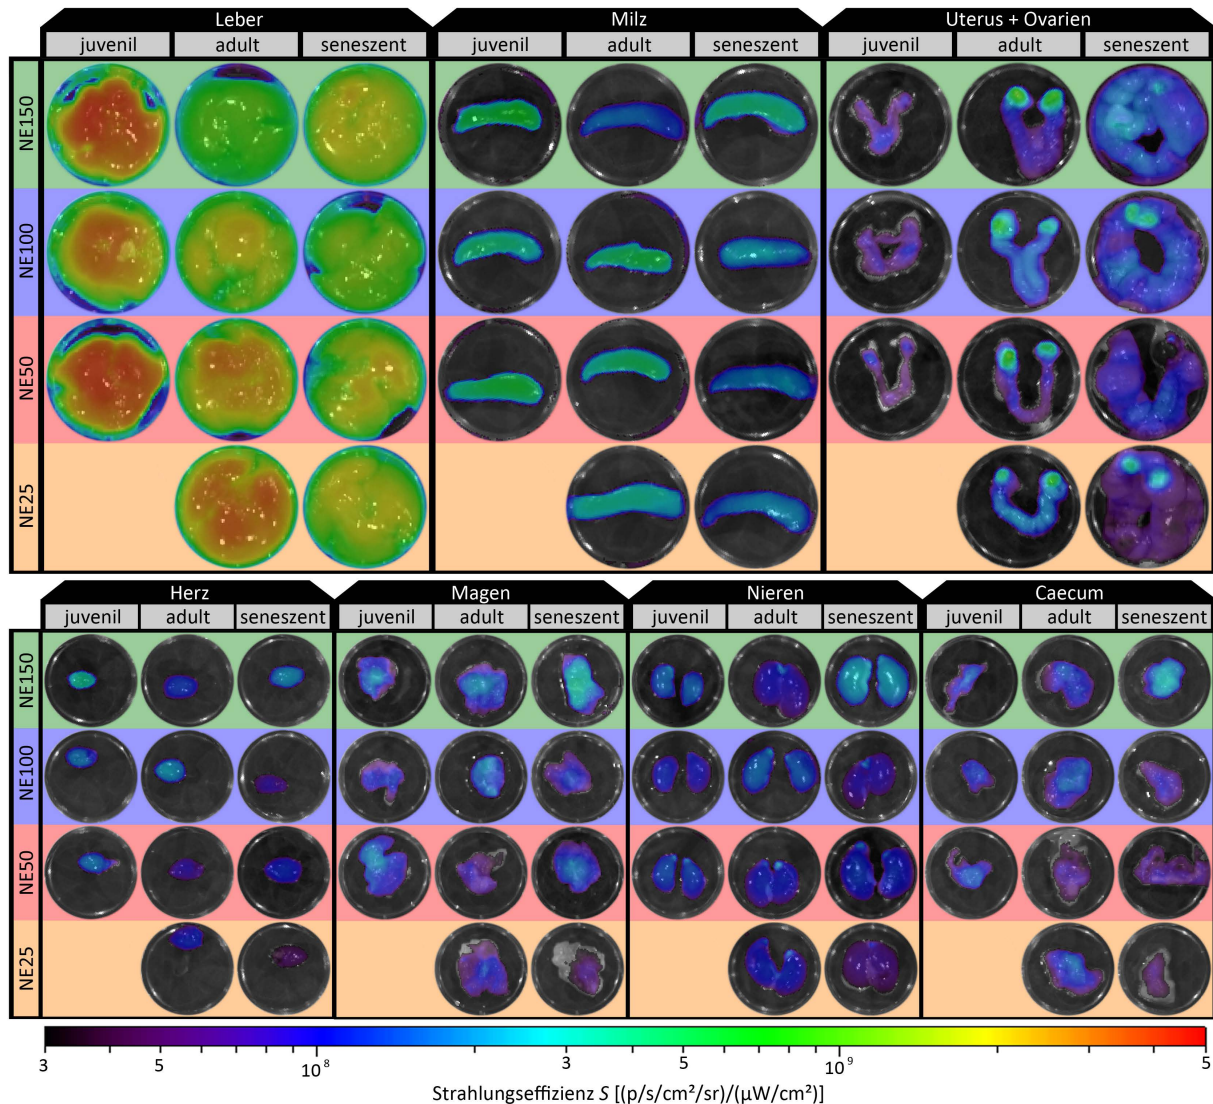 Leber Milz Uterus + Ovarien
juvenil adult seneszent juvenil adult seneszent juvenil adult seneszent
NE150
NE100
NE50
NE25
Herz Magen Nieren Caecum
juvenil adult seneszent juvenil adult seneszent juvenil adult seneszent juvenil adult seneszent
NE150
NE100
NE50
NE25
3 5 10⁸ 3 5 10⁹ 5
Strahlungseffizienz S [(p/s/cm²/sr)/(µW/cm²)]